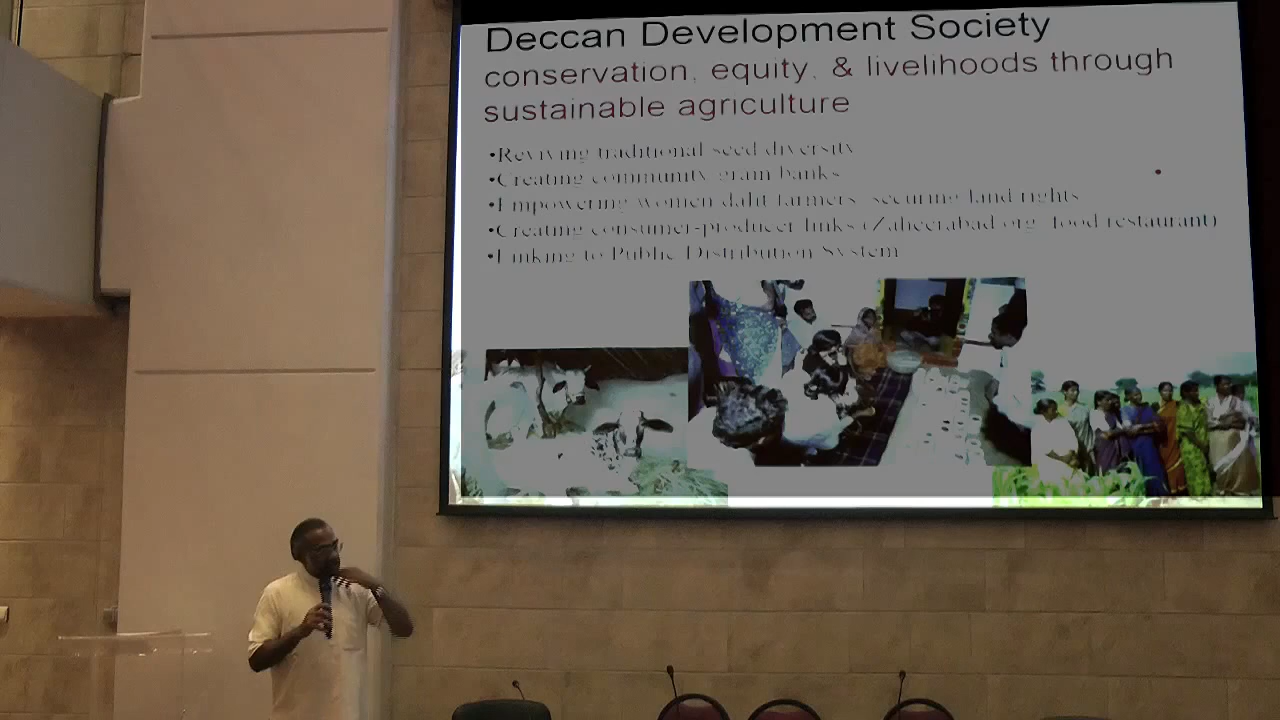 Deccan Development Society
conservation, equity, & livelihoods through
sustainable agriculture
•Reviving traditional seed diversity
•Creating community grain banks
•Empowering women dalit farmers, securing land rights
•Creating consumer-producer links (Zaheerabad org. food restaurant)
•Linking to Public Distribution System